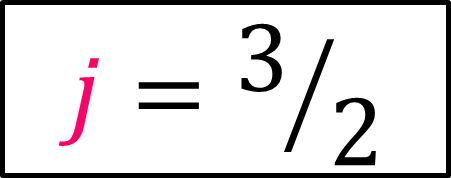 j = 3/2